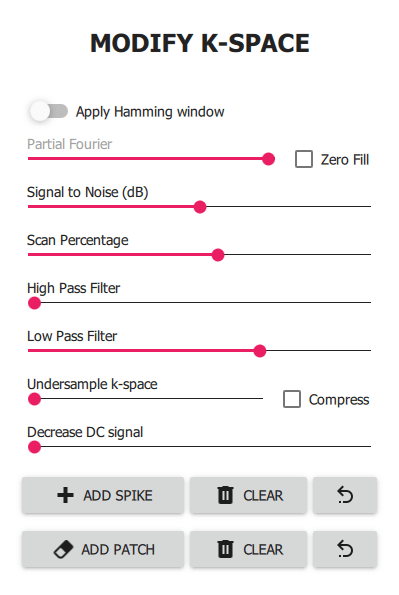 MODIFY K-SPACE
Apply Hamming window
Partial Fourier
Zero Fill
Signal to Noise (dB)
Scan Percentage
High Pass Filter
Low Pass Filter
Undersample k-space
Compress
Decrease DC signal
ADD SPIKE CLEAR
ADD PATCH CLEAR